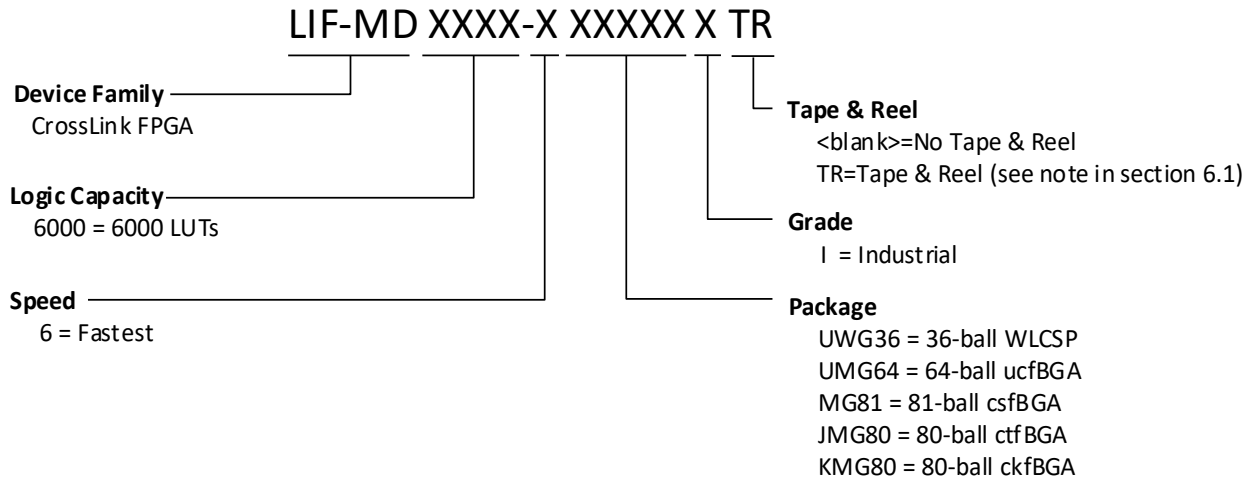 LIF-MD XXXX-X XXXXX X TR
Device Family
CrossLink FPGA
Logic Capacity
6000 = 6000 LUTs
Speed
6 = Fastest
Tape & Reel
<blank>=No Tape & Reel
TR=Tape & Reel (see note in section 6.1)
Grade
I = Industrial
Package
UWG36 = 36-ball WLCSP
UMG64 = 64-ball ucfBGA
MG81 = 81-ball csfBGA
JMG80 = 80-ball ctfBGA
KMG80 = 80-ball ckfBGA